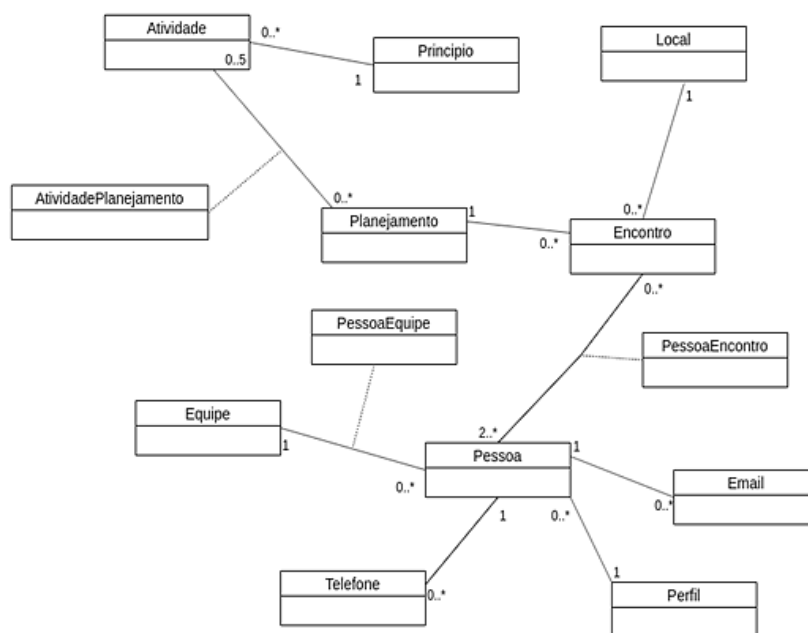 Atividade
0..*
0..5
Principio
1
Local
1
AtividadePlanejamento
0..*
Planejamento
1
0..*
0..*
Encontro
0..*
PessoaEquipe
PessoaEncontro
Equipe
1
2..*
Pessoa
1
0..*
Email
0..*
1
0..*
Telefone
0..*
1
Perfil